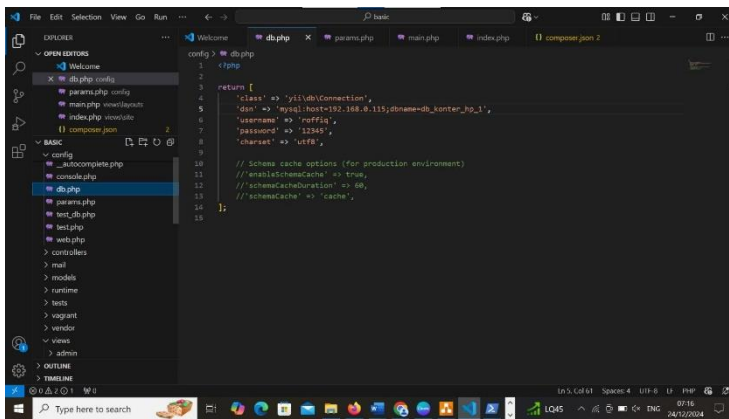 File Edit Selection View Go Run ... basic
EXPLORER
OPEN EDITORS
Welcome
db.php config
params.php config
main.php views\layouts
index.php views\site
composer.json 2
BASIC
config
__autocomplete.php
console.php
db.php
params.php
test_db.php
test.php
web.php
controllers
mail
models
runtime
tests
vagrant
vendor
views
admin
OUTLINE
TIMELINE
Welcome db.php params.php main.php index.php composer.json 2
config > db.php
1 <?php
2
3 return [
4 'class' => 'yii\db\Connection',
5 'dsn' => 'mysql:host=192.168.0.115;dbname=db_konter_hp_1',
6 'username' => 'roffiq',
7 'password' => '12345',
8 'charset' => 'utf8',
9
10 // Schema cache options (for production environment)
11 //'enableSchemaCache' => true,
12 //'schemaCacheDuration' => 60,
13 //'schemaCache' => 'cache',
14 ];
15
0 2 0 1 0 Ln 5, Col 61 Spaces: 4 UTF-8 LF PHP
Type here to search LQ45 ENG 07:16
24/12/2024